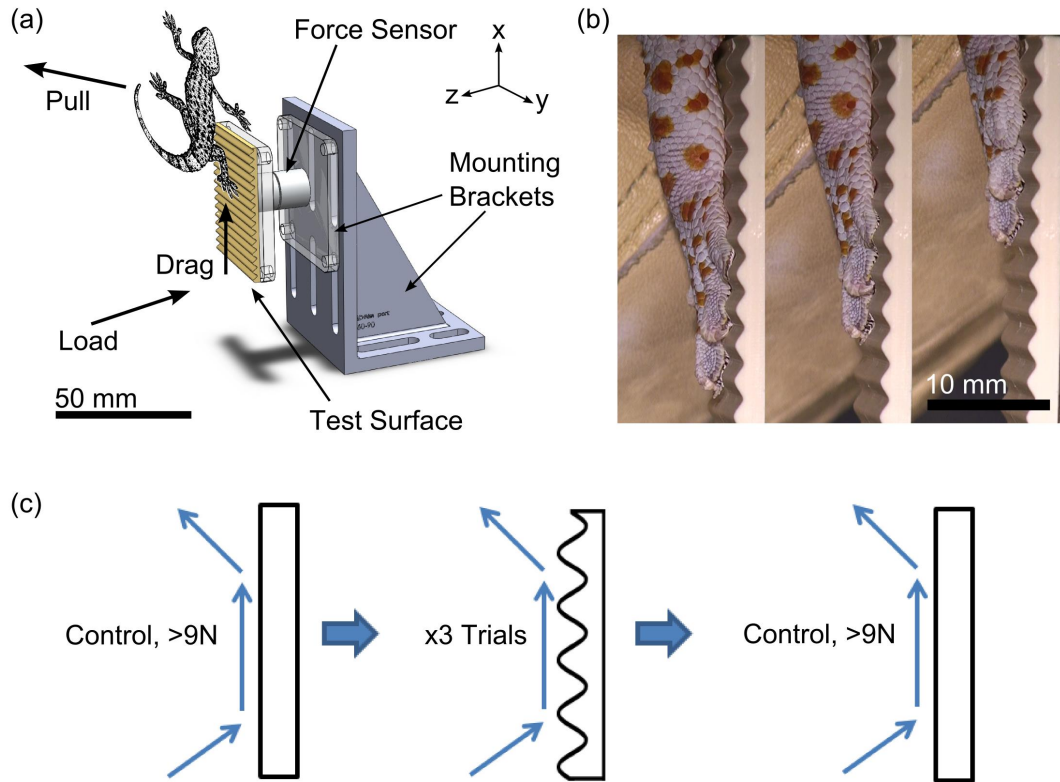 (a)
Force Sensor
x
z
y
Pull
Mounting
Brackets
Drag
Load
50 mm
Test Surface
(b)
10 mm
(c)
Control, >9N
x3 Trials
Control, >9N